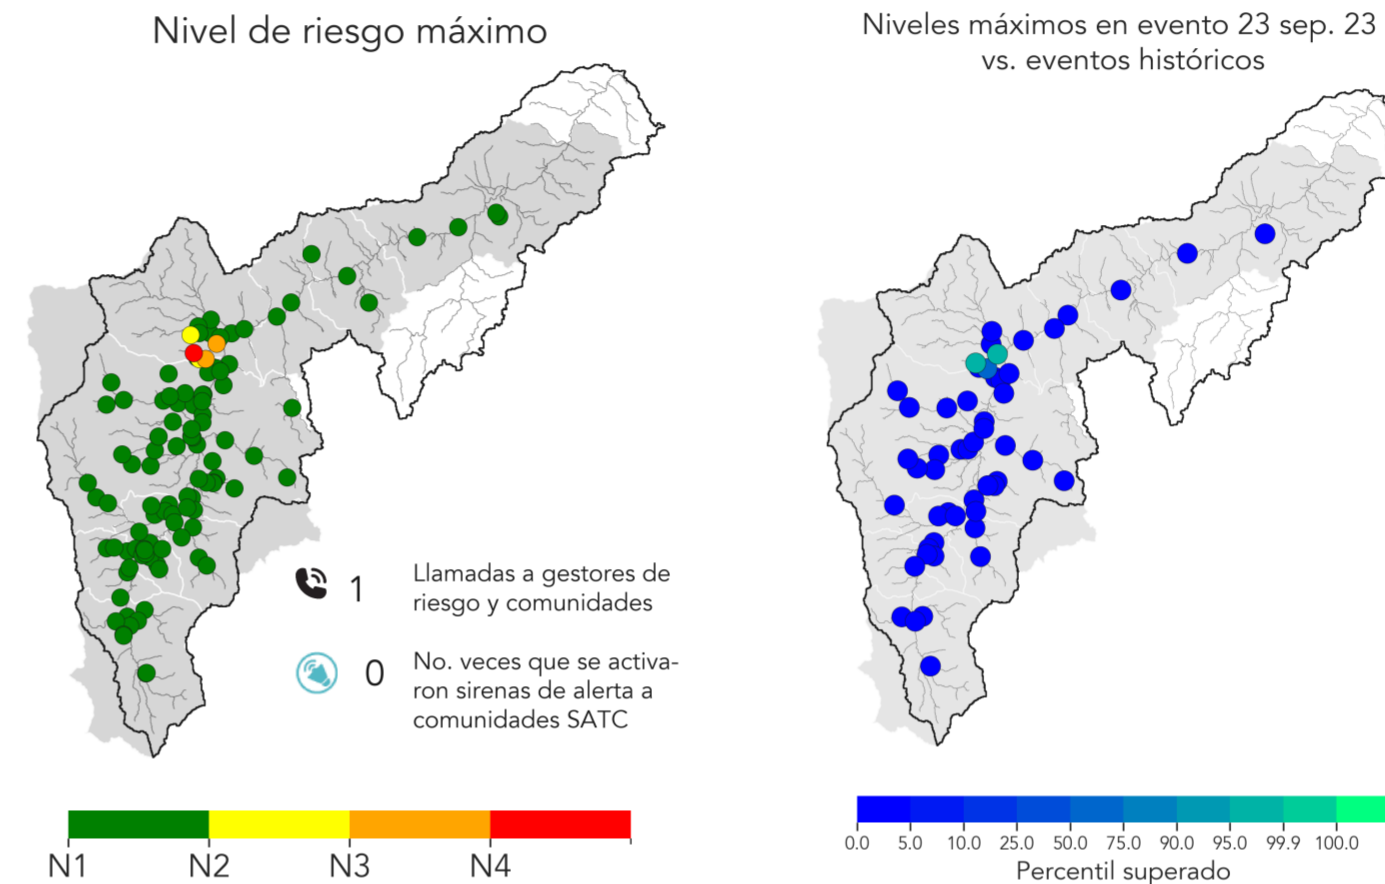 Nivel de riesgo máximo
1
Llamadas a gestores de
riesgo y comunidades
0
No. veces que se activa-
ron sirenas de alerta a
comunidades SATC
N1 N2 N3 N4
Niveles máximos en evento 23 sep. 23
vs. eventos históricos
0.0 5.0 10.0 25.0 50.0 75.0 90.0 95.0 99.9 100.0
Percentil superado